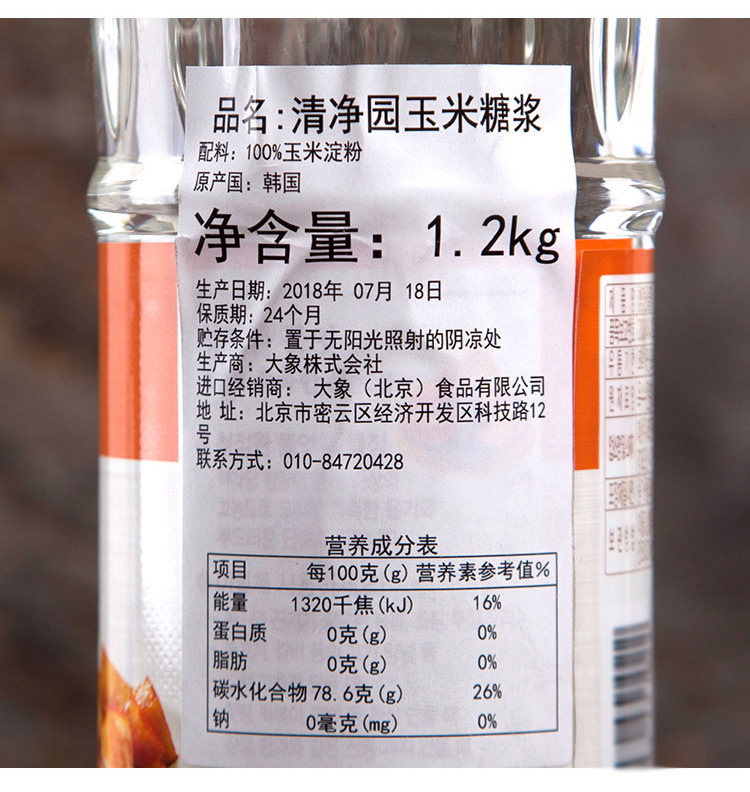 品名:清净园玉米糖浆
配料: 100%玉米淀粉
原产国: 韩国
净含量: 1.2kg
生产日期: 2018年 07月 18日
保质期: 24个月
贮存条件: 置于无阳光照射的阴凉处
生产商: 大象株式会社
进口经销商: 大象（北京）食品有限公司
地 址: 北京市密云区经济开发区科技路12
号
联系方式: 010-84720428
营养成分表
项目 每100克(g) 营养素参考值%
能量 1320千焦(kJ) 16%
蛋白质 0克(g) 0%
脂肪 0克(g) 0%
碳水化合物 78.6克(g) 26%
钠 0毫克(mg) 0%